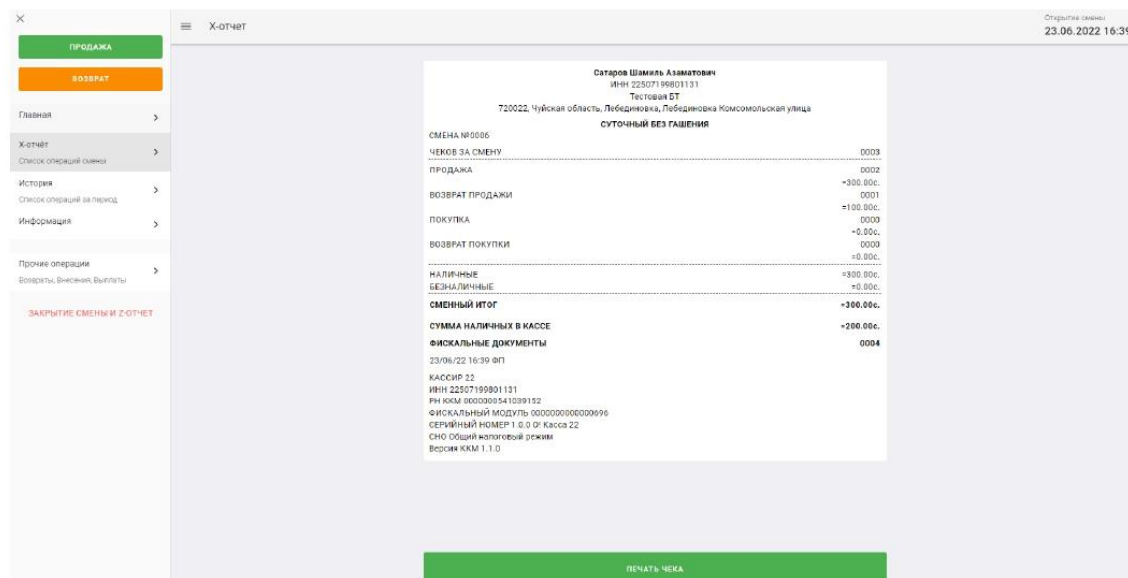 ПРОДАЖА
ВОЗВРАТ
Главная
Х-отчёт
Список операций смены
История
Список операций за период
Информация
Прочие операции
Возвраты, Внесения, Выплаты
ЗАКРЫТИЕ СМЕНЫ И Z-ОТЧЕТ
Х-отчет
Открытие смены
23.06.2022 16:39
Сатаров Шамиль Азаматович
ИНН 22507199801131
Тестовая БТ
720022, Чуйская область, Лебединовка, Лебединовка Комсомольская улица
СУТОЧНЫЙ БЕЗ ГАШЕНИЯ
СМЕНА №0006
ЧЕКОВ ЗА СМЕНУ 0003
ПРОДАЖА 0002
=300.00с.
ВОЗВРАТ ПРОДАЖИ 0001
=100.00с.
ПОКУПКА 0000
=0.00с.
ВОЗВРАТ ПОКУПКИ 0000
=0.00с.
НАЛИЧНЫЕ =300.00с.
БЕЗНАЛИЧНЫЕ =0.00с.
СМЕННЫЙ ИТОГ =300.00с.
СУММА НАЛИЧНЫХ В КАССЕ =200.00с.
ФИСКАЛЬНЫЕ ДОКУМЕНТЫ 0004
23/06/22 16:39 ФП
КАССИР 22
ИНН 22507199801131
РН ККМ 0000000541039152
ФИСКАЛЬНЫЙ МОДУЛЬ 0000000000000696
СЕРИЙНЫЙ НОМЕР 1.0.0 О! Касса 22
СНО Общий налоговый режим
Версия ККМ 1.1.0
ПЕЧАТЬ ЧЕКА